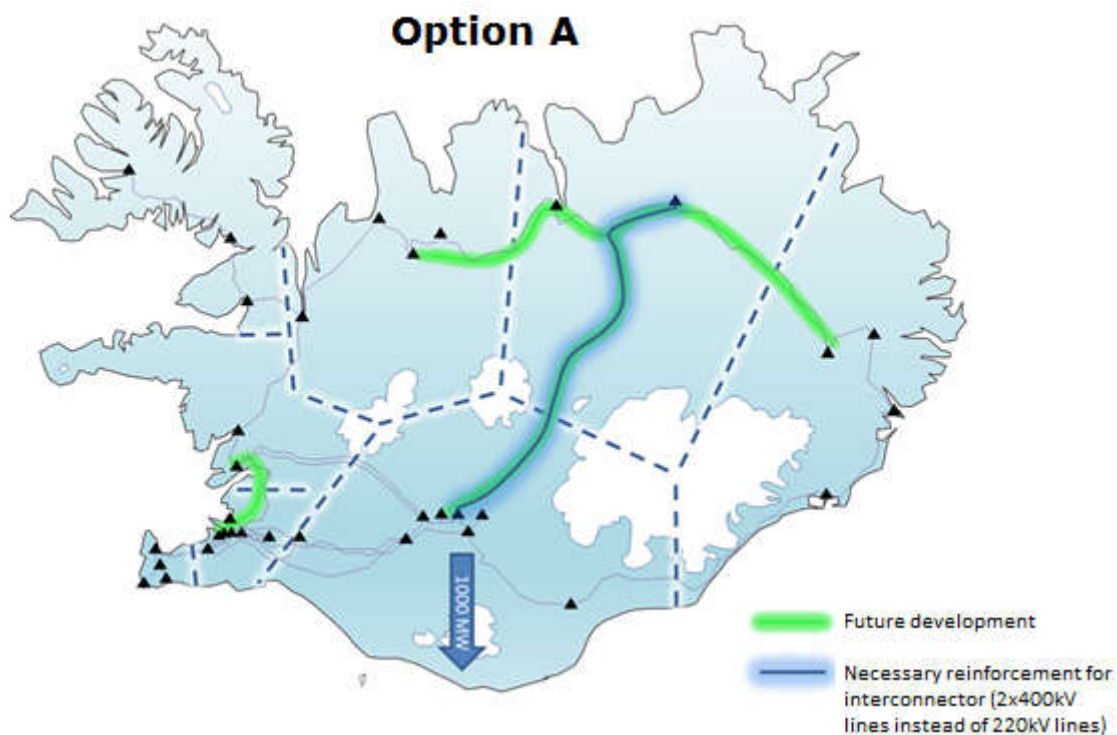 Option A
1000 MW
Future development
Necessary reinforcement for
interconnector (2x400kV
lines instead of 220kV lines)